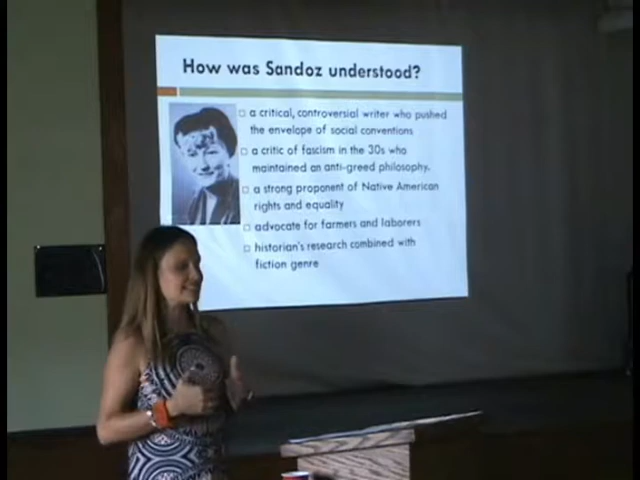 How was Sandoz understood?
□ a critical, controversial writer who pushed
the envelope of social conventions
□ a critic of fascism in the 30s who
maintained an anti-greed philosophy.
□ a strong proponent of Native American
rights and equality
□ advocate for farmers and laborers
□ historian's research combined with
fiction genre